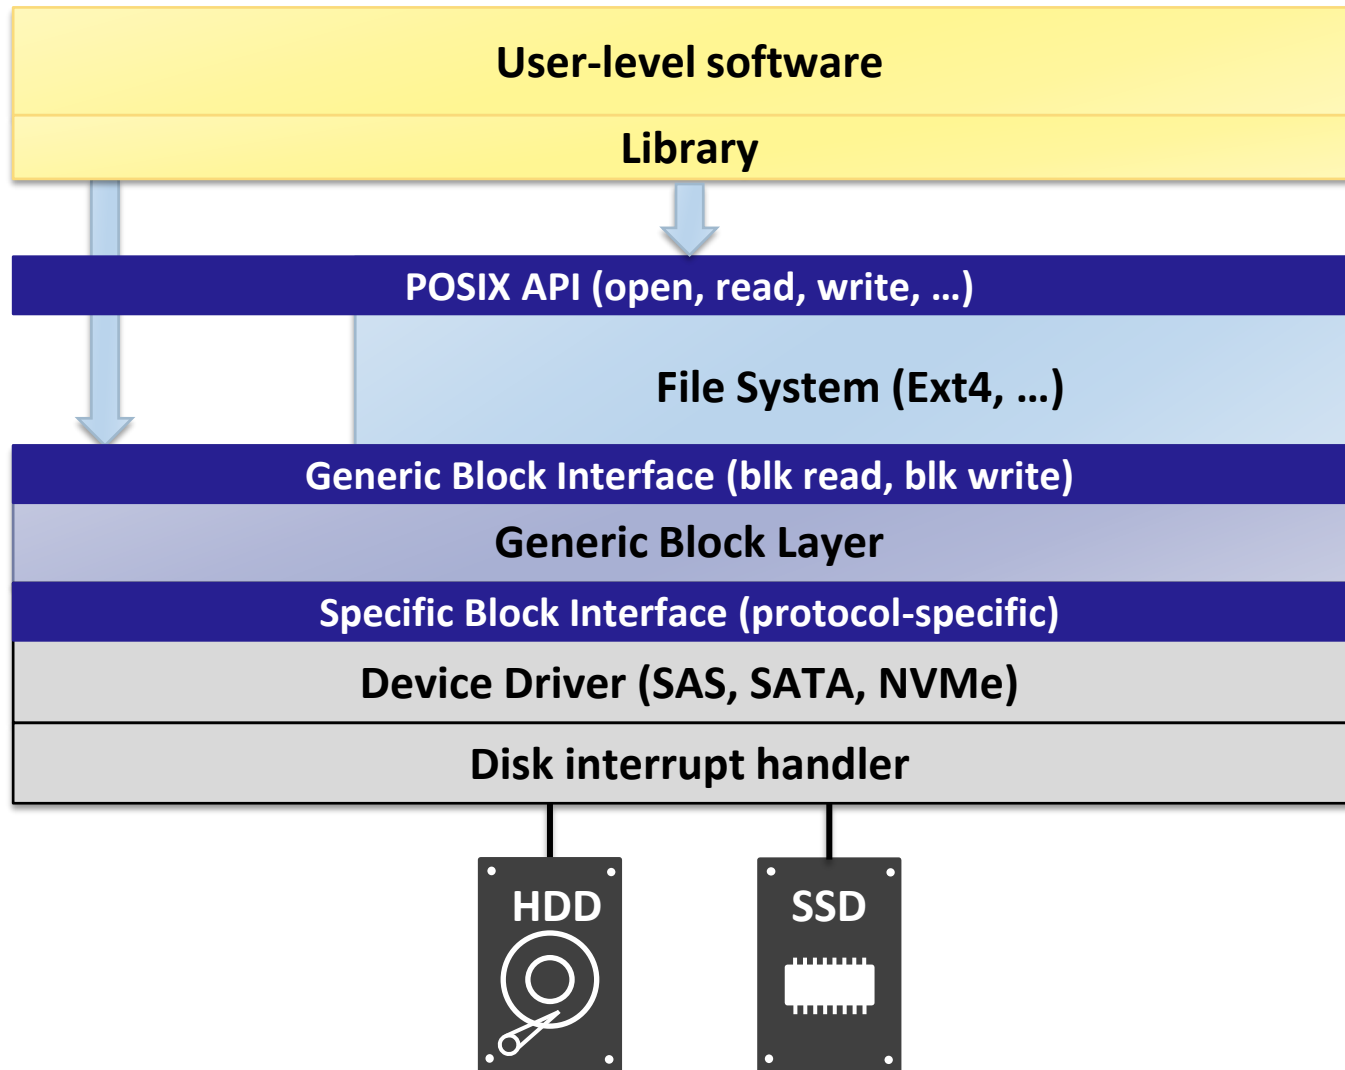 User-level software
Library
POSIX API (open, read, write, …)
File System (Ext4, …)
Generic Block Interface (blk read, blk write)
Generic Block Layer
Specific Block Interface (protocol-specific)
Device Driver (SAS, SATA, NVMe)
Disk interrupt handler
HDD
SSD